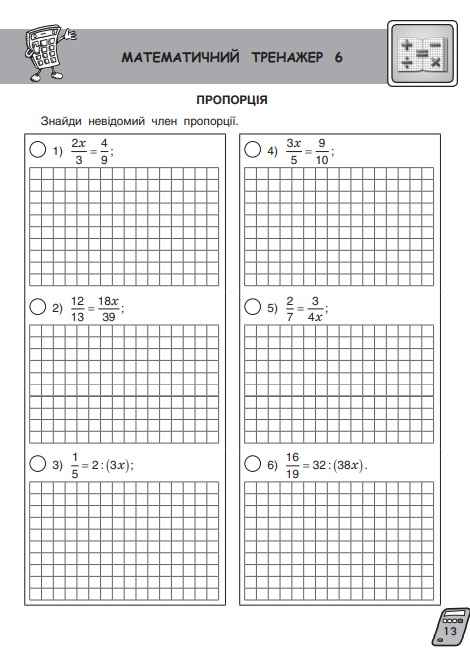 МАТЕМАТИЧНИЙ ТРЕНАЖЕР 6
ПРОПОРЦІЯ
Знайди невідомий член пропорції.
1) 2x/3 = 4/9;
2) 12/13 = 18x/39;
3) 1/5 = 2 : (3x);
4) 3x/5 = 9/10;
5) 2/7 = 3/4x;
6) 16/19 = 32 : (38x).
13